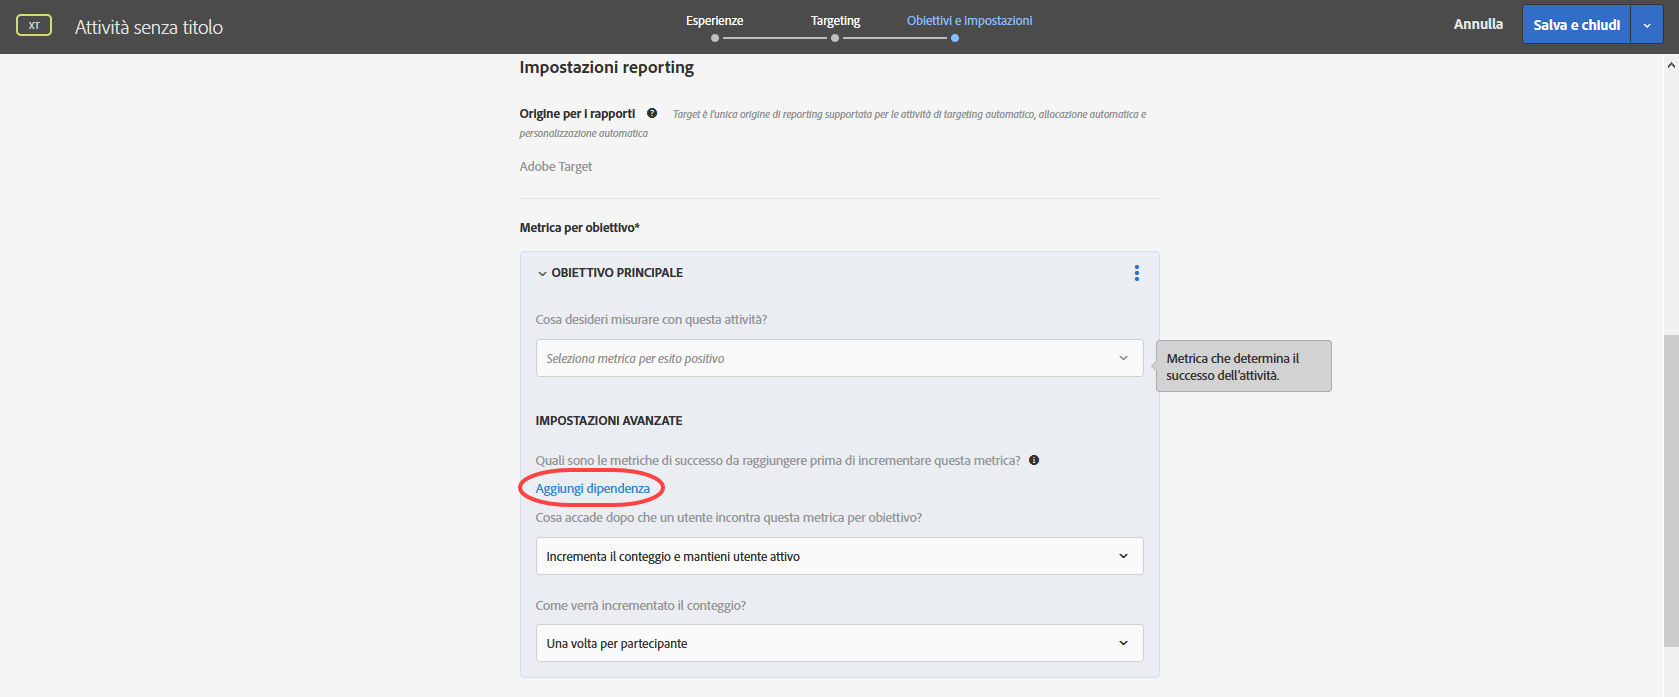 XT
Attività senza titolo
Esperienze
Targeting
Obiettivi e impostazioni
Annulla
Salva e chiudi
Impostazioni reporting
Origine per i rapporti Target è l'unica origine di reporting supportata per le attività di targeting automatico, allocazione automatica e
personalizzazione automatica
Adobe Target
Metrica per obiettivo*
OBIETTIVO PRINCIPALE
Cosa desideri misurare con questa attività?
Seleziona metrica per esito positivo
Metrica che determina il
successo dell'attività.
IMPOSTAZIONI AVANZATE
Quali sono le metriche di successo da raggiungere prima di incrementare questa metrica?
Aggiungi dipendenza
Cosa accade dopo che un utente incontra questa metrica per obiettivo?
Incrementa il conteggio e mantieni utente attivo
Come verrà incrementato il conteggio?
Una volta per partecipante